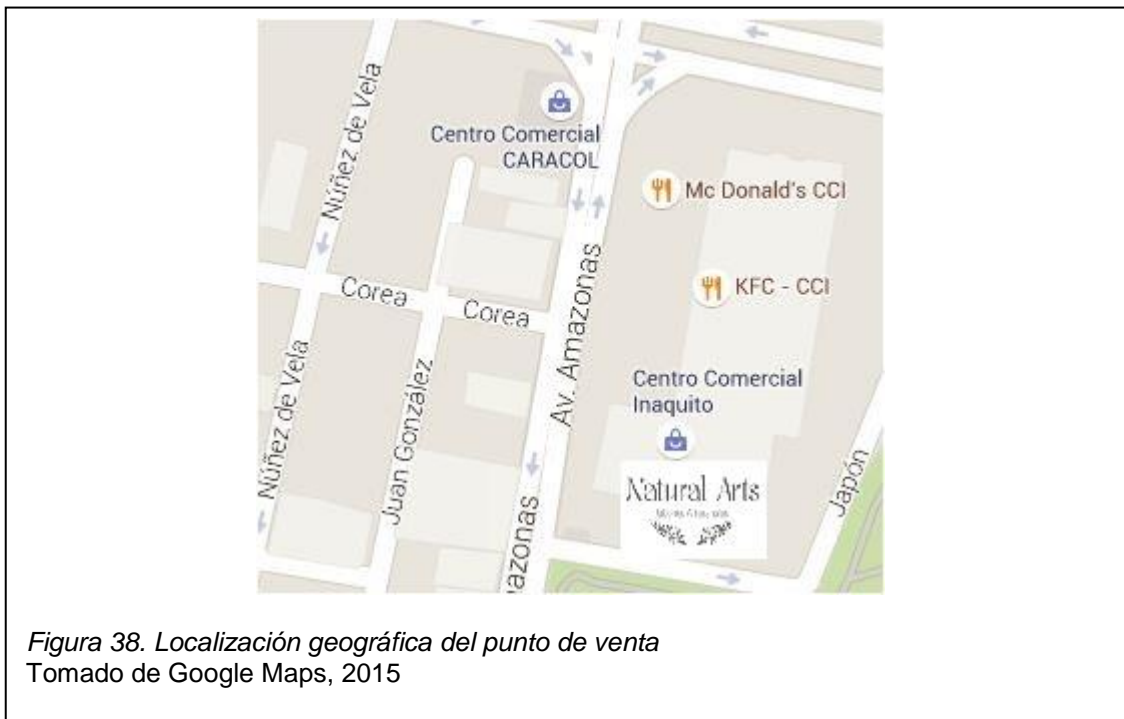 Núñez de Vela
Centro Comercial
CARACOL
Mc Donald's CCI
KFC - CCI
Corea
Corea
Av. Amazonas
Centro Comercial
Inaquito
Núñez de Vela
Juan González
Natural Arts
Japón
azonas
Figura 38. Localización geográfica del punto de venta
Tomado de Google Maps, 2015